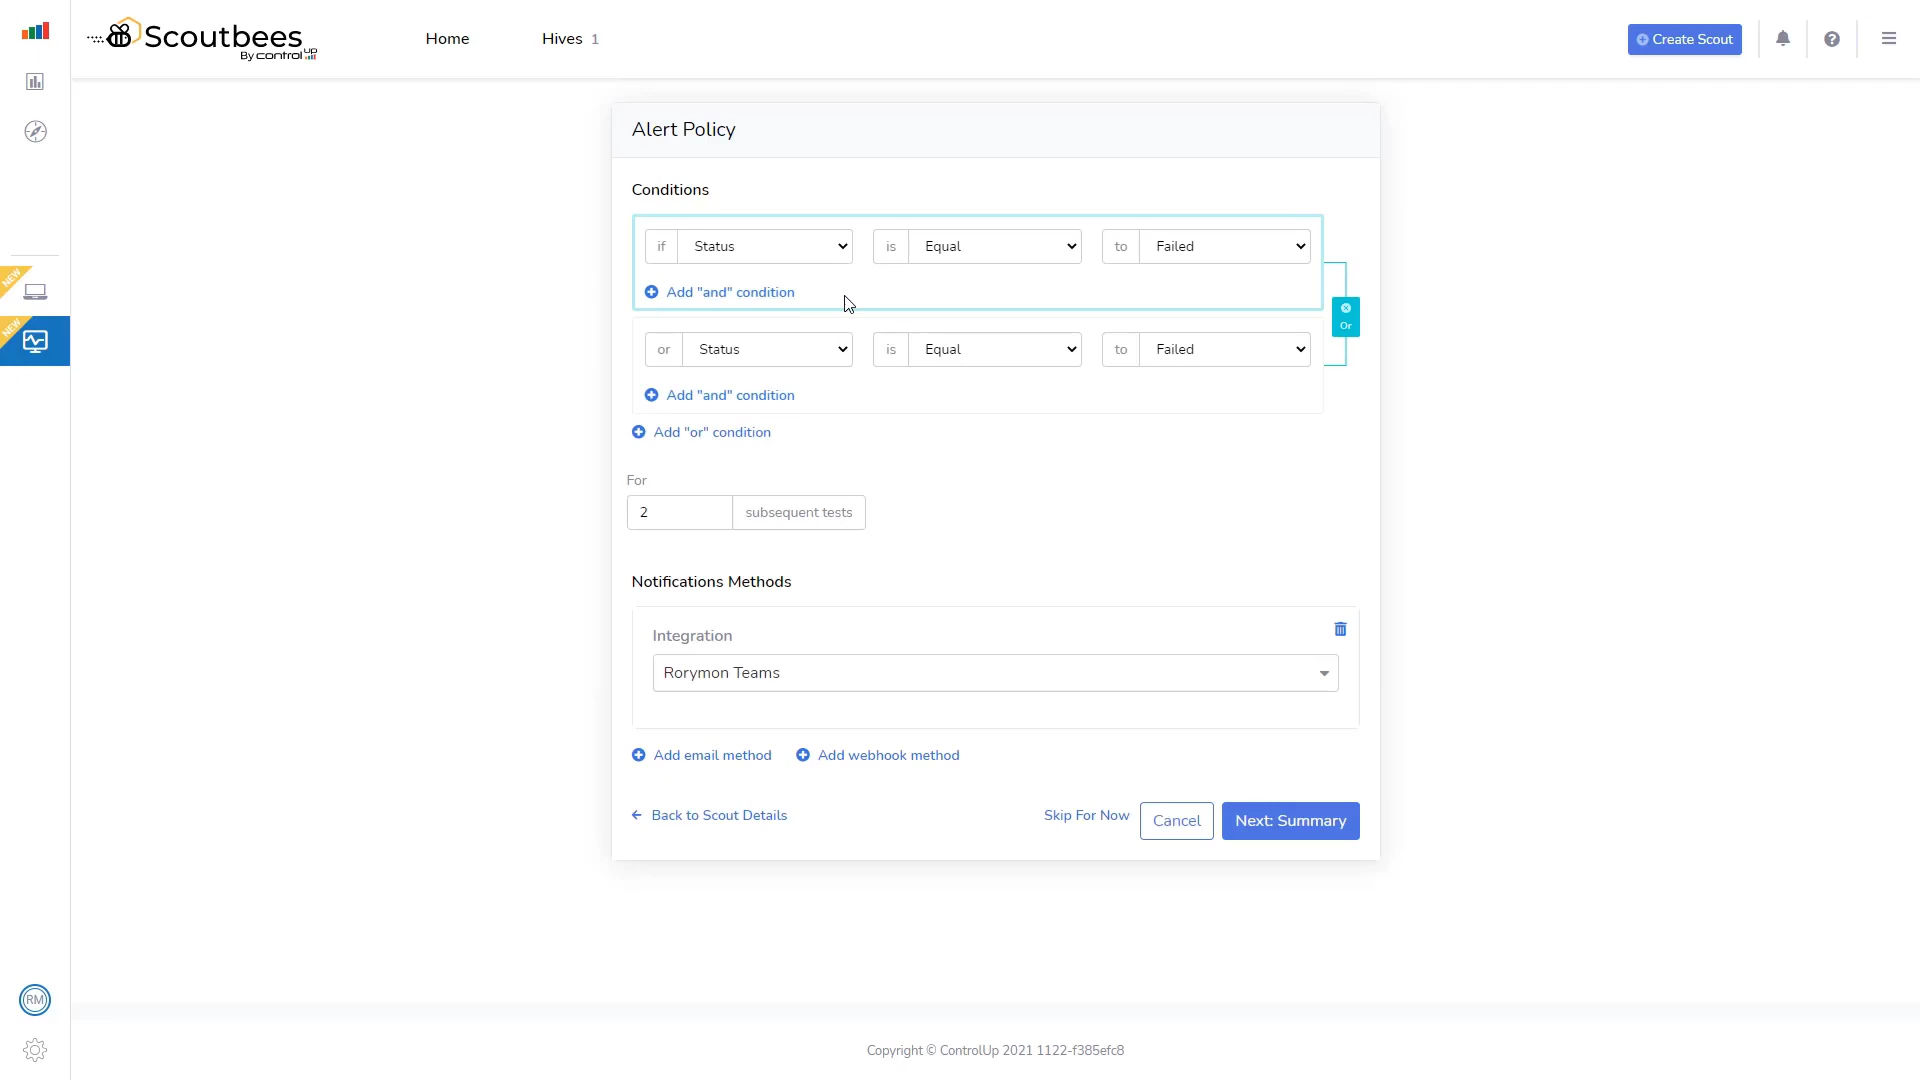 Scoutbees
By controlup
Home
Hives 1
Create Scout
Alert Policy
Conditions
if Status is Equal to Failed
Add "and" condition
Or
or Status is Equal to Failed
Add "and" condition
Add "or" condition
For
2 subsequent tests
Notifications Methods
Integration
Rorymon Teams
Add email method Add webhook method
Back to Scout Details Skip For Now Cancel Next: Summary
NEW
NEW
RM
Copyright © ControlUp 2021 1122-f385efc8